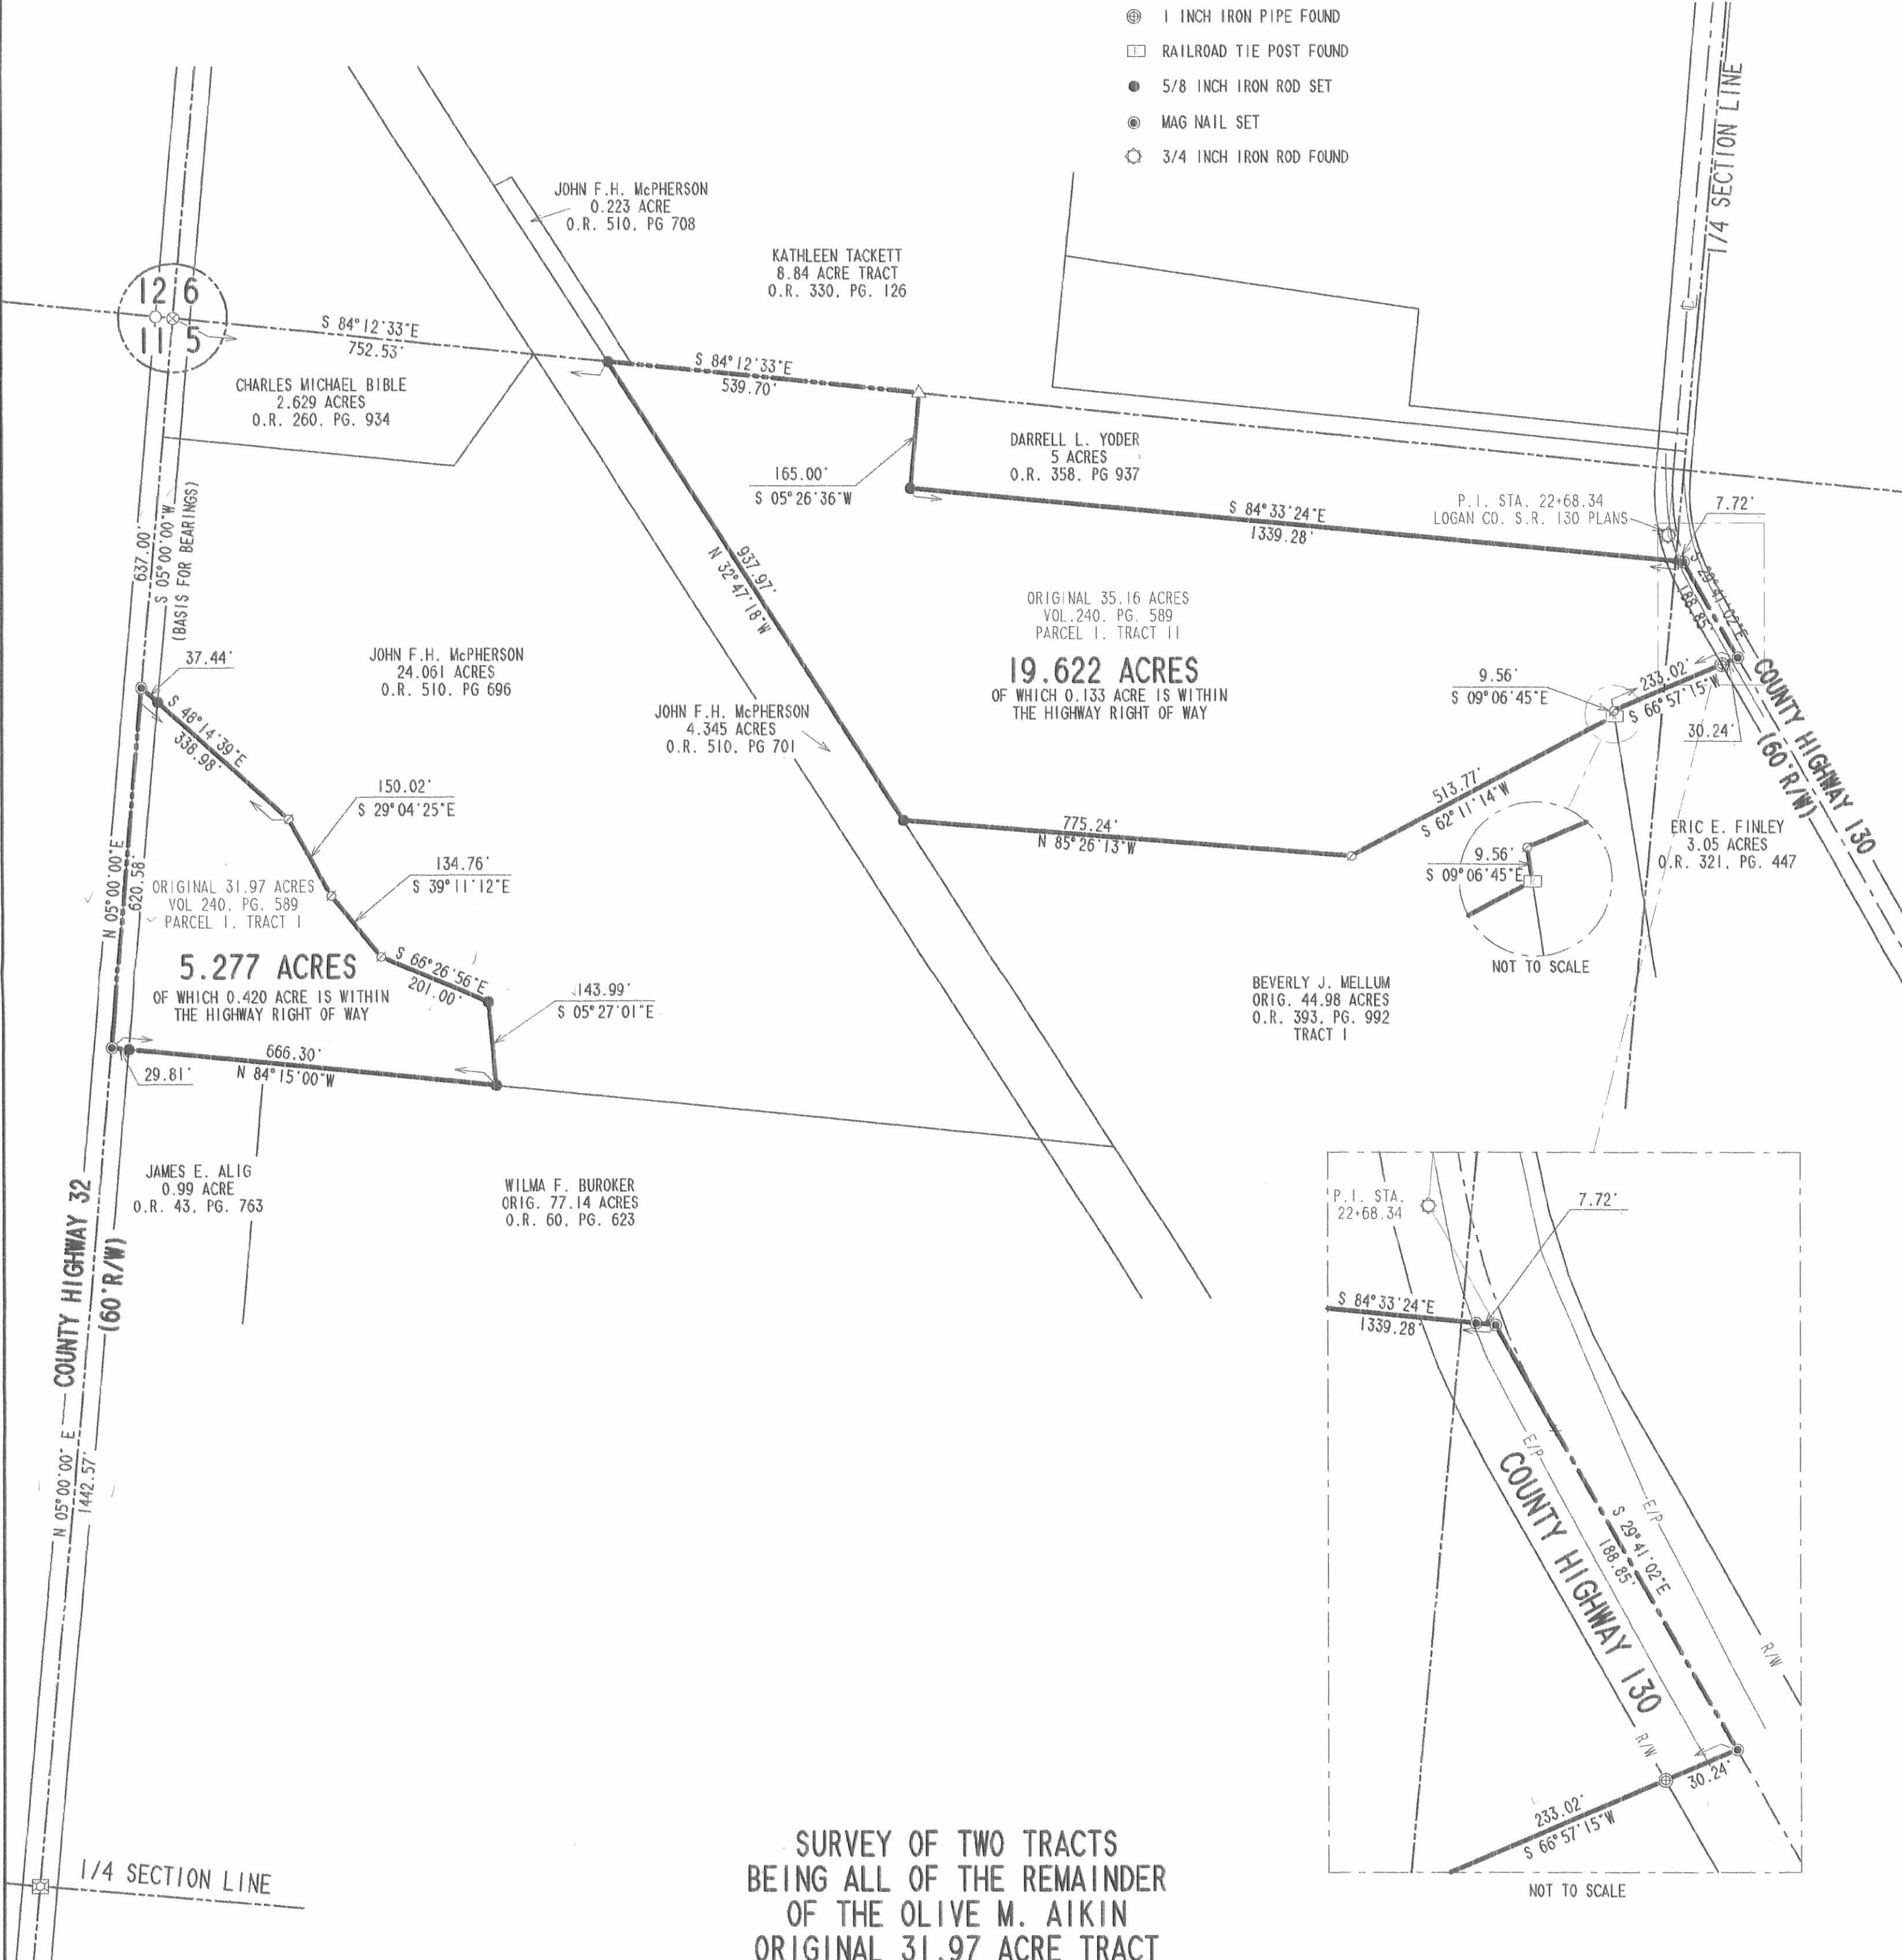 1 INCH IRON PIPE FOUND
RAILROAD TIE POST FOUND
5/8 INCH IRON ROD SET
MAG NAIL SET
3/4 INCH IRON ROD FOUND
1/4 SECTION LINE
JOHN F.H. McPHERSON
0.223 ACRE
O.R. 510, PG 708
KATHLEEN TACKETT
8.84 ACRE TRACT
O.R. 330, PG. 126
12 6
11 5
S 84°12'33"E
752.53'
CHARLES MICHAEL BIBLE
2.629 ACRES
O.R. 260, PG. 934
S 84°12'33"E
539.70'
165.00'
S 05°26'36"W
DARRELL L. YODER
5 ACRES
O.R. 358, PG 937
S 84°33'24"E
1339.28'
P.I. STA. 22+68.34
LOGAN CO. S.R. 130 PLANS
7.72'
S 29°41'02"E
188.85'
637.00'
S 05°00'00"W
(BASIS FOR BEARINGS)
937.97'
N 32°47'18"W
ORIGINAL 35.16 ACRES
VOL.240, PG. 589
PARCEL I, TRACT II
19.622 ACRES
OF WHICH 0.133 ACRE IS WITHIN
THE HIGHWAY RIGHT OF WAY
37.44'
JOHN F.H. McPHERSON
24.061 ACRES
O.R. 510, PG 696
JOHN F.H. McPHERSON
4.345 ACRES
O.R. 510, PG 701
9.56'
S 09°06'45"E
233.02'
S 66°57'15"W
30.24'
COUNTY HIGHWAY 130
(60'R/W)
S 48°14'39"E
338.98'
150.02'
S 29°04'25"E
134.76'
S 39°11'12"E
775.24'
N 85°26'13"W
513.77'
S 62°11'14"W
9.56'
S 09°06'45"E
NOT TO SCALE
ERIC E. FINLEY
3.05 ACRES
O.R. 321, PG. 447
N 05°00'00"E
620.58'
ORIGINAL 31.97 ACRES
VOL 240, PG. 589
PARCEL I, TRACT I
5.277 ACRES
OF WHICH 0.420 ACRE IS WITHIN
THE HIGHWAY RIGHT OF WAY
S 66°26'56"E
201.00'
143.99'
S 05°27'01"E
BEVERLY J. MELLUM
ORIG. 44.98 ACRES
O.R. 393, PG. 992
TRACT I
666.30'
N 84°15'00"W
29.81'
JAMES E. ALIG
0.99 ACRE
O.R. 43, PG. 763
WILMA F. BUROKER
ORIG. 77.14 ACRES
O.R. 60, PG. 623
COUNTY HIGHWAY 32
(60'R/W)
N 05°00'00" E
1442.57'
1/4 SECTION LINE
P.I. STA.
22+68.34
7.72'
S 84°33'24"E
1339.28'
E/P
E/P
COUNTY HIGHWAY 130
S 29°41'02"E
188.85'
R/W
R/W
30.24'
233.02'
S 66°57'15"W
NOT TO SCALE
SURVEY OF TWO TRACTS
BEING ALL OF THE REMAINDER
OF THE OLIVE M. AIKIN
ORIGINAL 31.97 ACRE TRACT